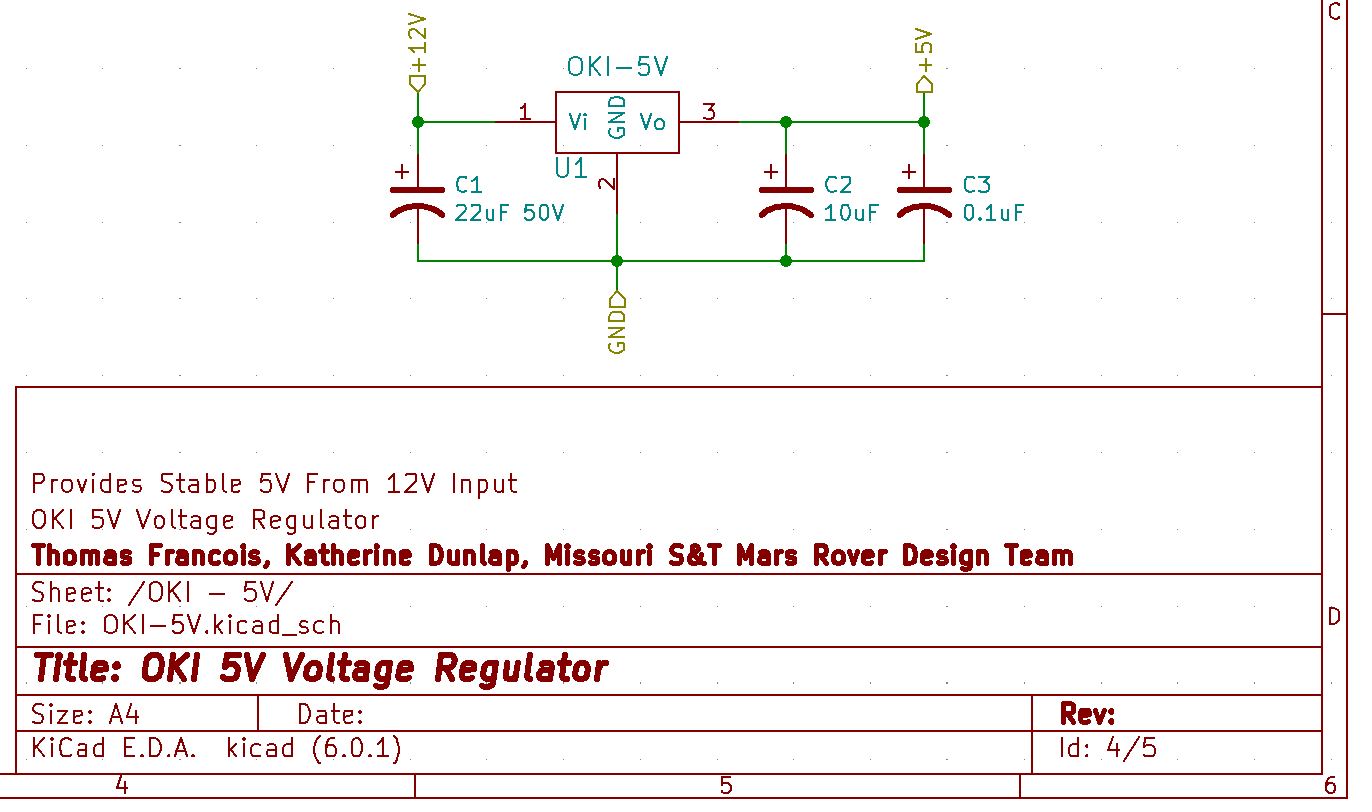 C
+12V
+5V
OKI-5V
1
Vi
GND
Vo
3
U1
2
+
C1
22uF 50V
+
C2
10uF
+
C3
0.1uF
GND
Provides Stable 5V From 12V Input
OKI 5V Voltage Regulator
Thomas Francois, Katherine Dunlap, Missouri S&T Mars Rover Design Team
Sheet: /OKI - 5V/
File: OKI-5V.kicad_sch
D
Title: OKI 5V Voltage Regulator
Size: A4
Date:
Rev:
KiCad E.D.A. kicad (6.0.1)
Id: 4/5
4
5
6